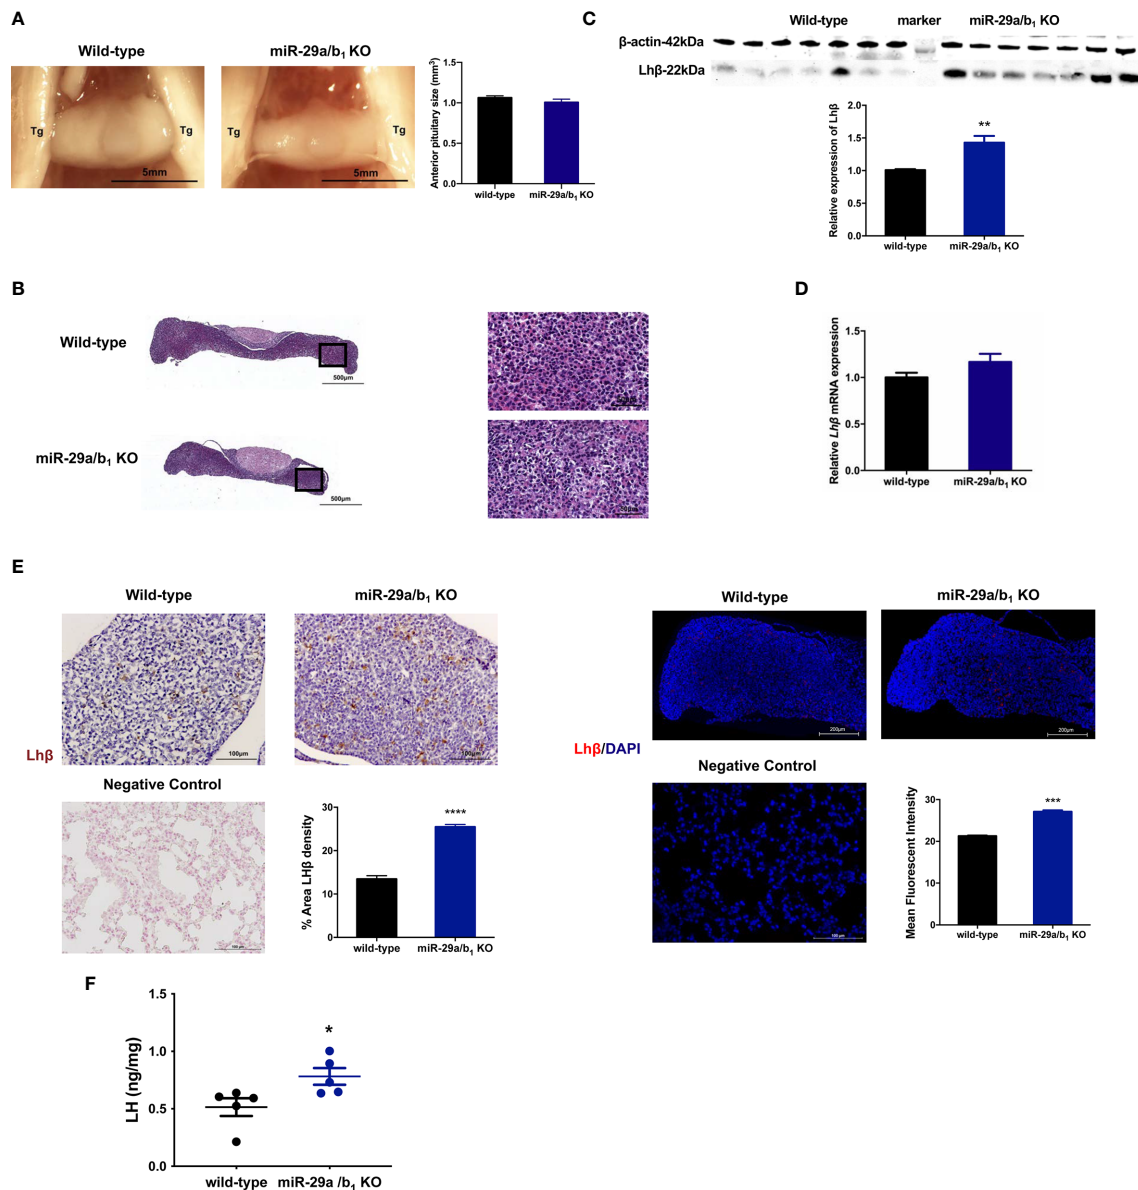 A
Wild-type
miR-29a/b₁ KO
Tg
Tg
5mm
Tg
Tg
5mm
Anterior pituitary size (mm³)
1.5
1.0
0.5
0.0
wild-type
miR-29a/b₁ KO
C
Wild-type
marker
miR-29a/b₁ KO
β-actin-42kDa
Lhβ-22kDa
Relative expression of Lhβ
2.0
1.5
1.0
0.5
0.0
**
wild-type
miR-29a/b₁ KO
B
Wild-type
500µm
miR-29a/b₁ KO
500µm
50µm
D
Relative Lhβ mRNA expression
1.5
1.0
0.5
0.0
wild-type
miR-29a/b₁ KO
E
Wild-type
miR-29a/b₁ KO
Lhβ
100µm
100µm
Negative Control
100 µm
% Area LHβ density
30
20
10
0
****
wild-type
miR-29a/b₁ KO
Wild-type
miR-29a/b₁ KO
Lhβ/DAPI
200µm
200µm
Negative Control
100 µm
Mean Fluorescent Intensity
30
20
10
0
***
wild-type
miR-29a/b₁ KO
F
LH (ng/mg)
1.5
1.0
0.5
0.0
*
wild-type
miR-29a /b₁ KO